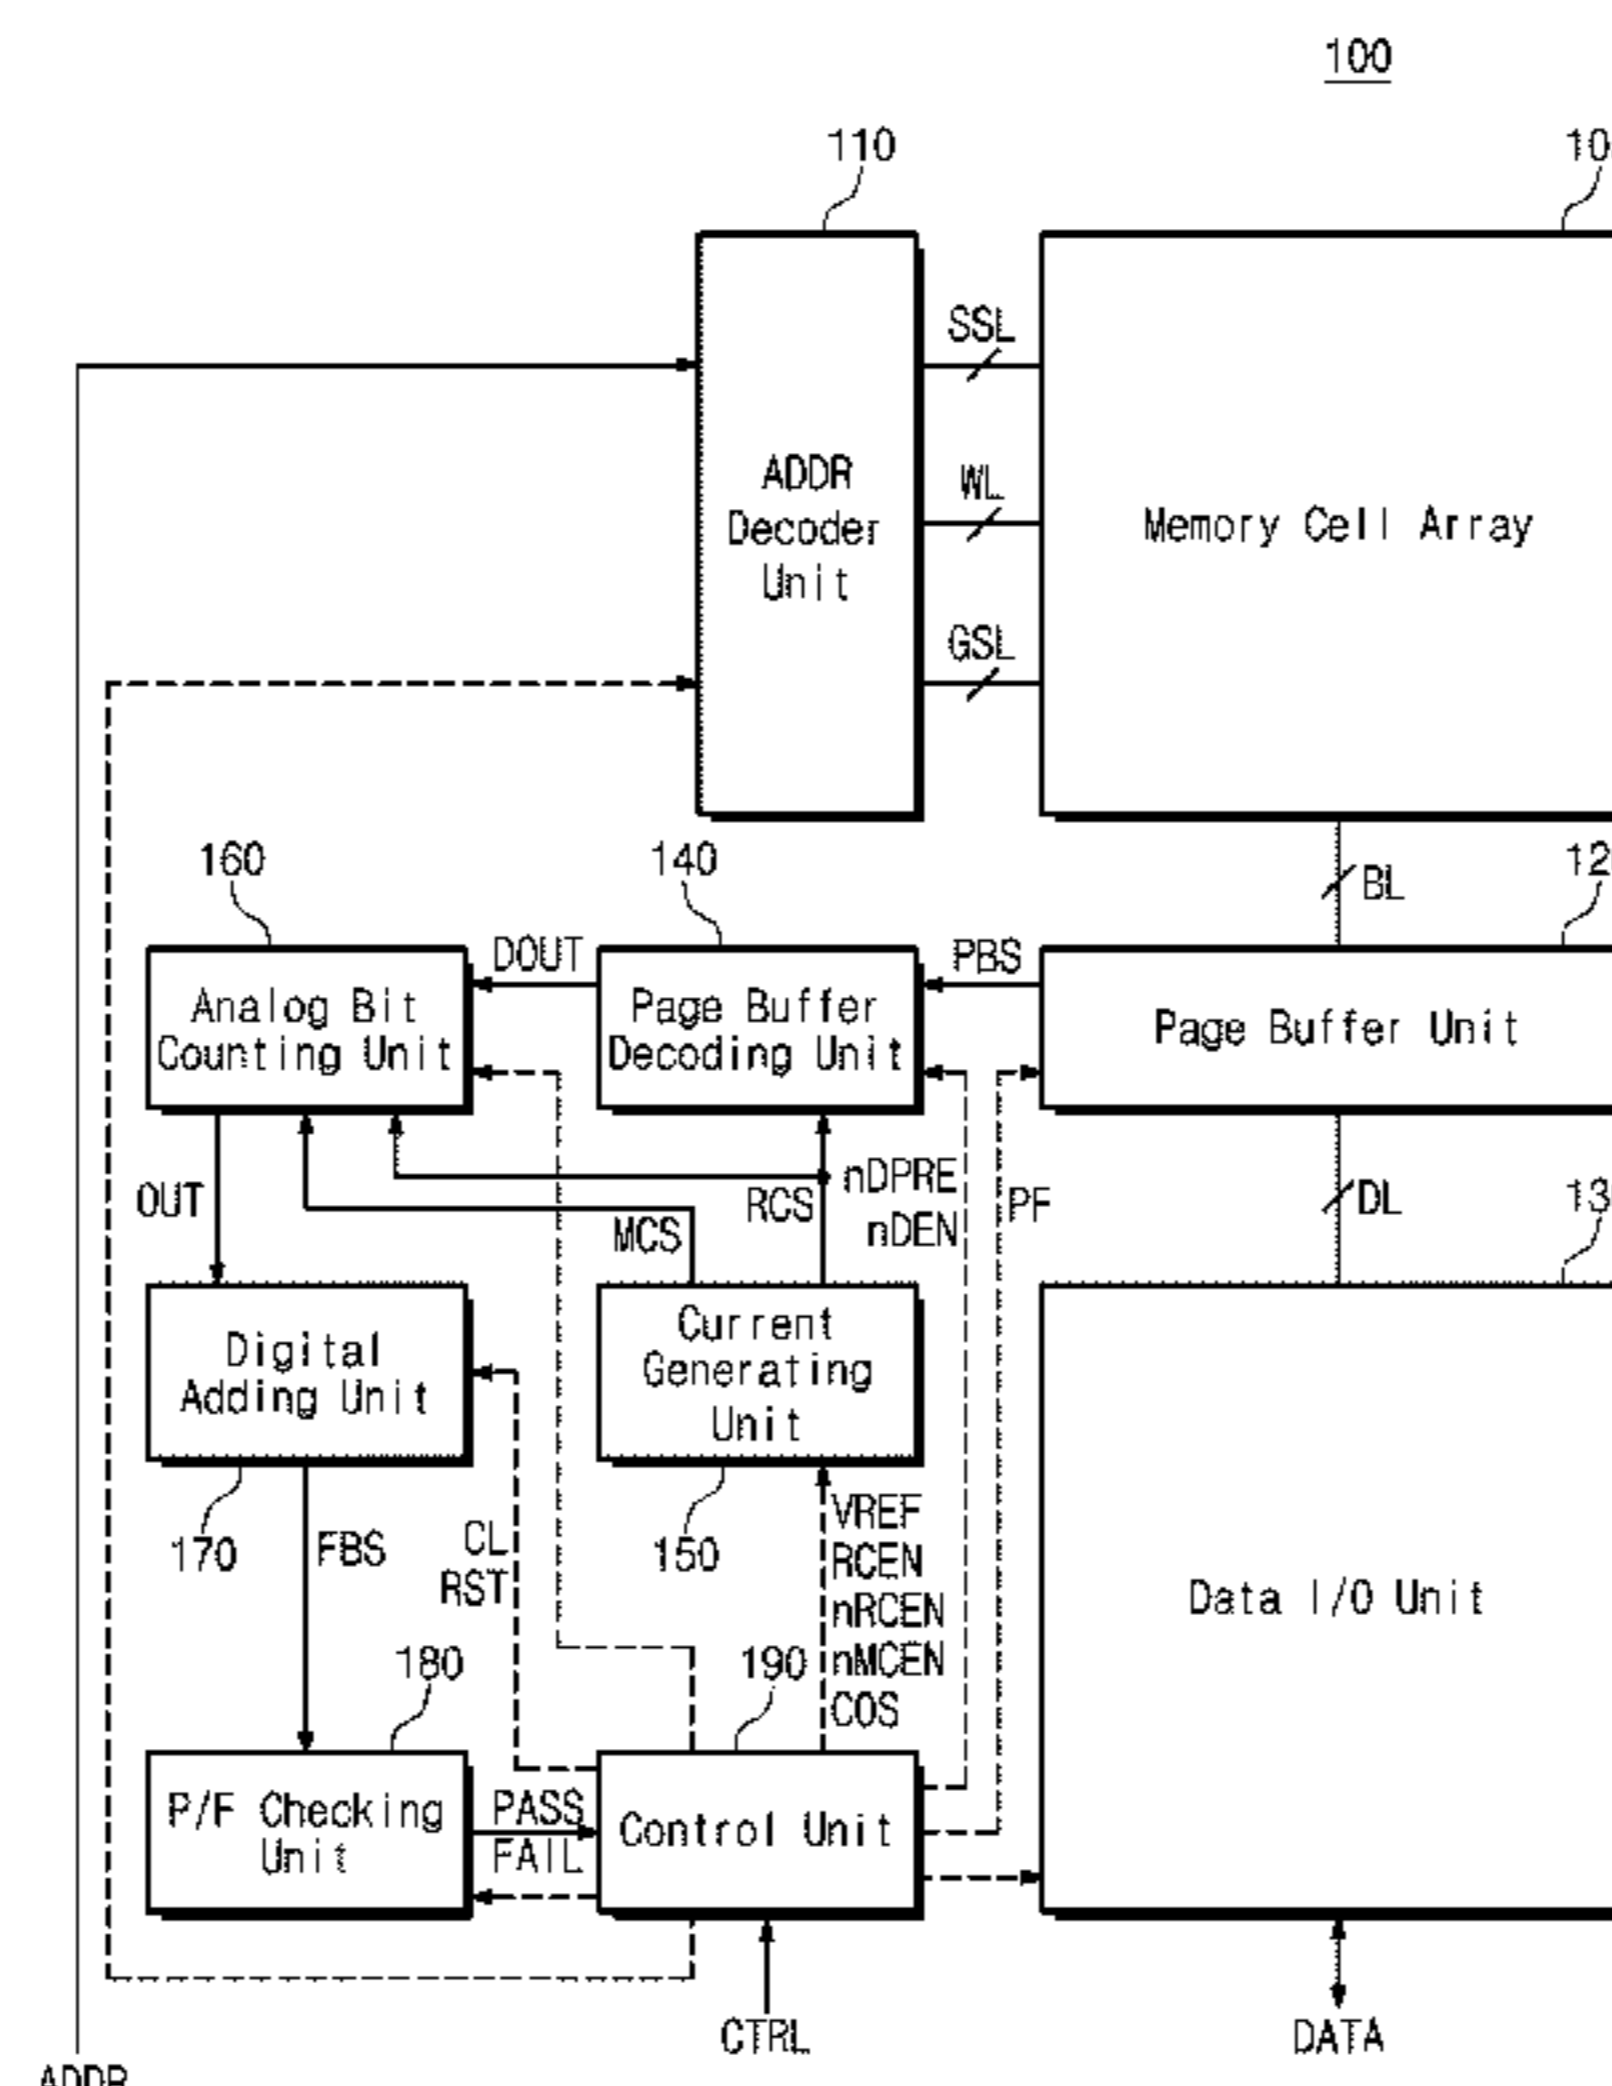 100
110
SSL
WL
GSL
ADDR
Decoder
Unit
Memory Cell Array
160
140
BL
DOUT
PBS
Analog Bit
Counting Unit
Page Buffer
Decoding Unit
Page Buffer Unit
OUT
MCS
RCS
nDPRE
nDEN
PF
DL
Digital
Adding Unit
Current
Generating
Unit
170
FBS
CL
RST
150
VREF
RCEN
nRCEN
nMCEN
COS
Data I/O Unit
180
190
P/F Checking
Unit
PASS
FAIL
Control Unit
CTRL
DATA
ADDR